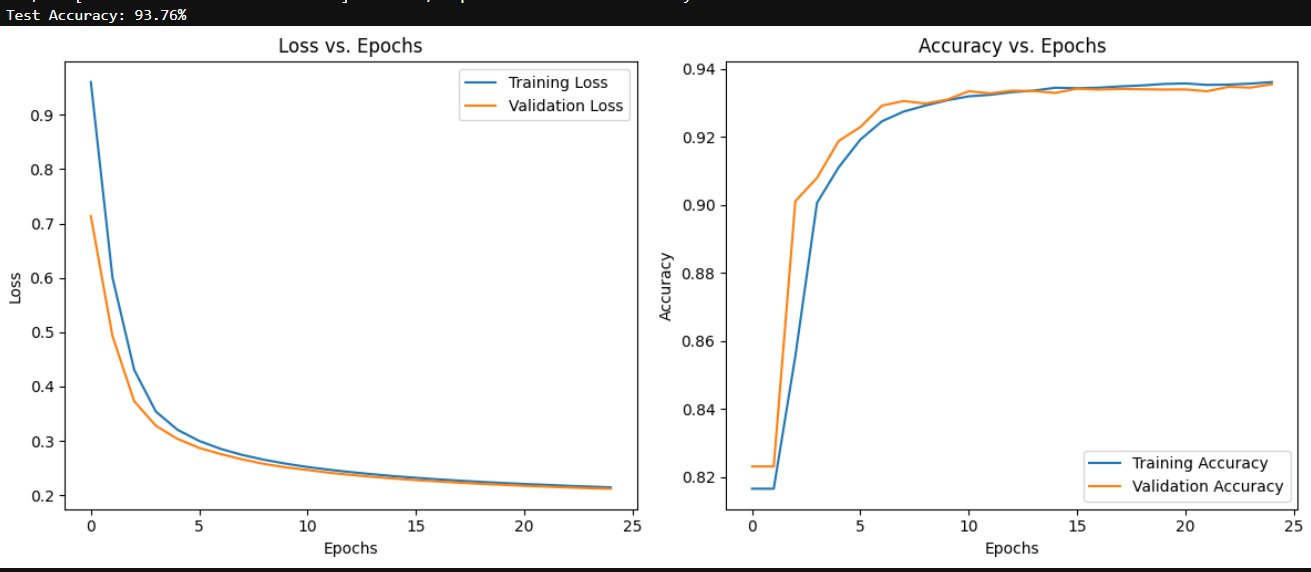 Test Accuracy: 93.76%
Loss vs. Epochs
Training Loss
Validation Loss
0.9
0.8
0.7
0.6
0.5
0.4
0.3
0.2
Loss
0 5 10 15 20 25
Epochs
Accuracy vs. Epochs
0.94
0.92
0.90
0.88
0.86
0.84
0.82
Accuracy
Training Accuracy
Validation Accuracy
0 5 10 15 20 25
Epochs